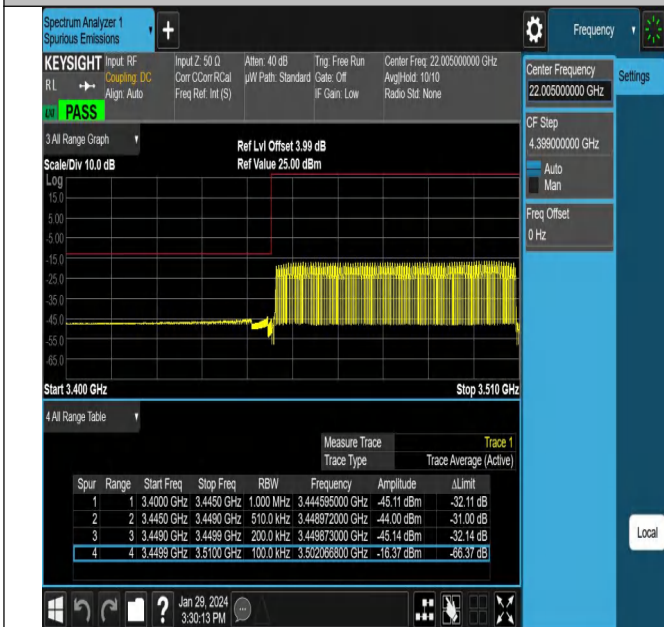 Spectrum Analyzer 1
Spurious Emissions
+
Frequency
KEYSIGHT
RL
PASS
Input: RF
Coupling: DC
Align: Auto
Input Z: 50 Ω
Corr CCorr RCal
Freq Ref: Int (S)
Atten: 40 dB
µW Path: Standard
Trig: Free Run
Gate: Off
IF Gain: Low
Center Freq: 22.005000000 GHz
Avg|Hold: 10/10
Radio Std: None
Center Frequency
22.005000000 GHz
Settings
CF Step
4.399000000 GHz
Auto
Man
Freq Offset
0 Hz
Local
3 All Range Graph
Ref Lvl Offset 3.99 dB
Scale/Div 10.0 dB
Ref Value 25.00 dBm
Log
15.0
5.00
-5.00
-15.0
-25.0
-35.0
-45.0
-55.0
-65.0
Start 3.400 GHz
Stop 3.510 GHz
4 All Range Table
Measure Trace Trace 1
Trace Type Trace Average (Active)
Spur Range Start Freq Stop Freq RBW Frequency Amplitude ΔLimit
1 1 3.4000 GHz 3.4450 GHz 1.000 MHz 3.444595000 GHz -45.11 dBm -32.11 dB
2 2 3.4450 GHz 3.4490 GHz 510.0 kHz 3.448972000 GHz -44.00 dBm -31.00 dB
3 3 3.4490 GHz 3.4499 GHz 200.0 kHz 3.449873000 GHz -45.14 dBm -32.14 dB
4 4 3.4499 GHz 3.5100 GHz 100.0 kHz 3.502066800 GHz -16.37 dBm -66.37 dB
?
Jan 29, 2024
3:30:13 PM